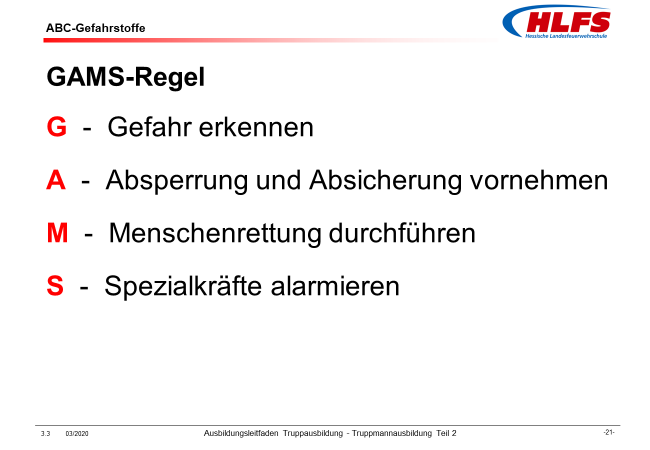 ABC-Gefahrstoffe
HLFS
Hessische Landesfeuerwehrschule
GAMS-Regel
G - Gefahr erkennen
A - Absperrung und Absicherung vornehmen
M - Menschenrettung durchführen
S - Spezialkräfte alarmieren
3.3 03/2020 Ausbildungsleitfaden Truppausbildung - Truppmannausbildung Teil 2 -21-